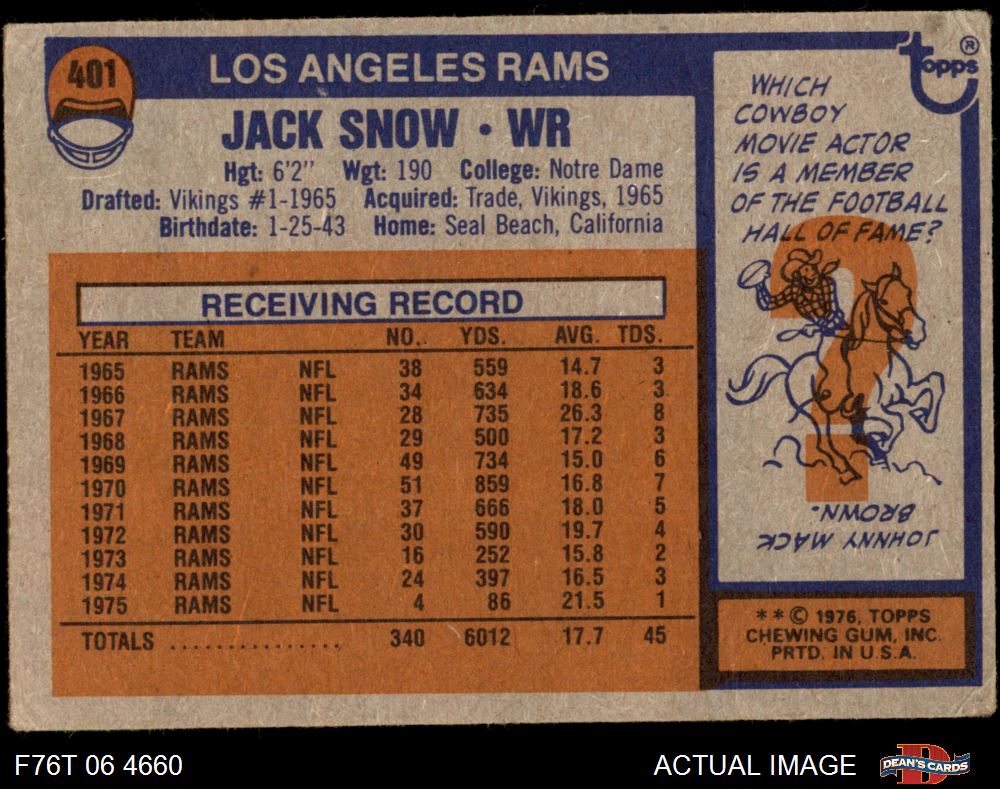 401
LOS ANGELES RAMS
JACK SNOW • WR
Hgt: 6'2" Wgt: 190 College: Notre Dame
Drafted: Vikings #1-1965 Acquired: Trade, Vikings, 1965
Birthdate: 1-25-43 Home: Seal Beach, California
RECEIVING RECORD
YEAR TEAM NO. YDS. AVG. TDS.
1965 RAMS NFL 38 559 14.7 3
1966 RAMS NFL 34 634 18.6 3
1967 RAMS NFL 28 735 26.3 8
1968 RAMS NFL 29 500 17.2 3
1969 RAMS NFL 49 734 15.0 6
1970 RAMS NFL 51 859 16.8 7
1971 RAMS NFL 37 666 18.0 5
1972 RAMS NFL 30 590 19.7 4
1973 RAMS NFL 16 252 15.8 2
1974 RAMS NFL 24 397 16.5 3
1975 RAMS NFL 4 86 21.5 1
TOTALS ............... 340 6012 17.7 45
topps ®
WHICH
COWBOY
MOVIE ACTOR
IS A MEMBER
OF THE FOOTBALL
HALL OF FAME?
?
JOHNNY MACK
BROWN.
** © 1976, TOPPS
CHEWING GUM, INC.
PRTD. IN U.S.A.
F76T 06 4660
ACTUAL IMAGE
D
DEAN'S CARDS